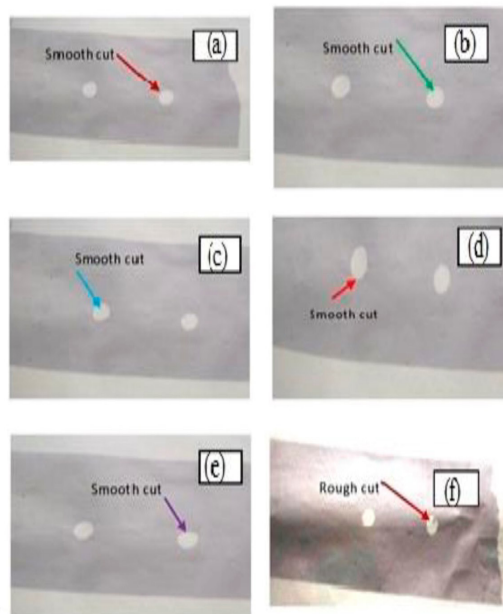 (a)
Smooth cut
(b)
Smooth cut
(c)
Smooth cut
(d)
Smooth cut
(e)
Smooth cut
(f)
Rough cut